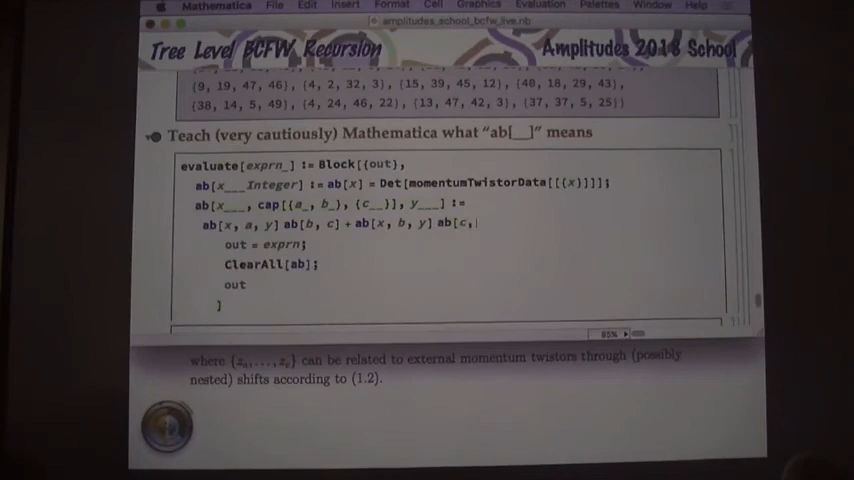 Mathematica File Edit Insert Format Cell Graphics Evaluation Palettes Window Help
amplitudes_school_bcfw_live.nb
Tree Level BCFW Recursion Amplitudes 2018 School
{9, 19, 47, 46}, {4, 2, 32, 3}, {15, 39, 45, 12}, {40, 18, 29, 43},
{38, 14, 5, 49}, {4, 24, 46, 22}, {13, 47, 42, 3}, {37, 37, 5, 25}}
Teach (very cautiously) Mathematica what "ab[__]" means
evaluate[exprn_] := Block[{out},
ab[x___Integer] := ab[x] = Det[momentumTwistorData[[{x}]]];
ab[x___, cap[{a_, b_}, {c__}], y___] :=
ab[x, a, y] ab[b, c] + ab[x, b, y] ab[c,
out = exprn;
ClearAll[ab];
out
]
85%
where {z_a,...,z_e} can be related to external momentum twistors through (possibly
nested) shifts according to (1.2).